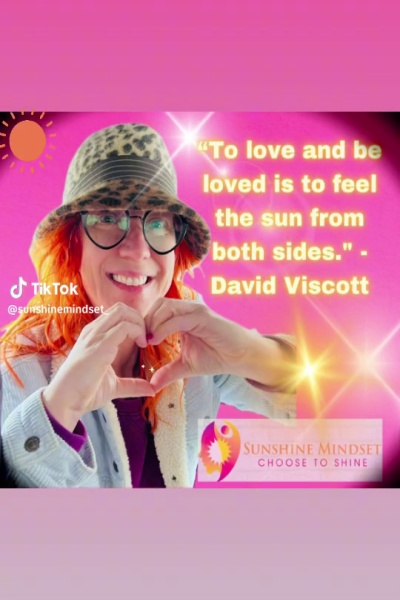 “To love and be
loved is to feel
the sun from
both sides." -
David Viscott
TikTok
@sunshinemindset_
SUNSHINE MINDSET
CHOOSE TO SHINE